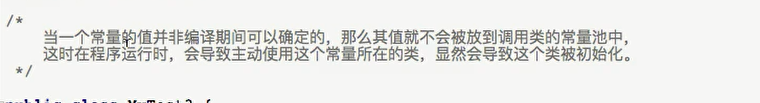 /*
当一个常量的值并非编译期间可以确定的，那么其值就不会被放到调用类的常量池中，
这时在程序运行时，会导致主动使用这个常量所在的类，显然会导致这个类被初始化。
*/